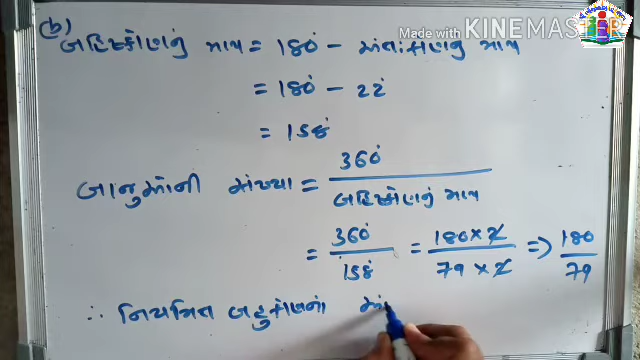 (b)
બહિષ્કોણનું માપ = 180° - અંતઃકોણનું માપ
= 180° - 22°
= 158°
બાજુઓની સંખ્યા = 360° / બહિષ્કોણનું માપ
= 360° / 158° = 180 × 2 / 79 × 2 => 180 / 79
∴ નિયમિત બહુકોણનાં અં
Made with KINEMASTER